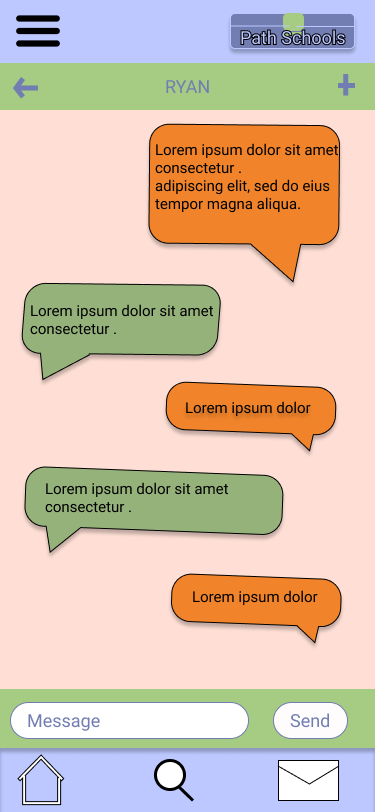 Path Schools
RYAN
Lorem ipsum dolor sit amet
consectetur .
adipiscing elit, sed do eius
tempor magna aliqua.
Lorem ipsum dolor sit amet
consectetur .
Lorem ipsum dolor
Lorem ipsum dolor sit amet
consectetur .
Lorem ipsum dolor
Message
Send